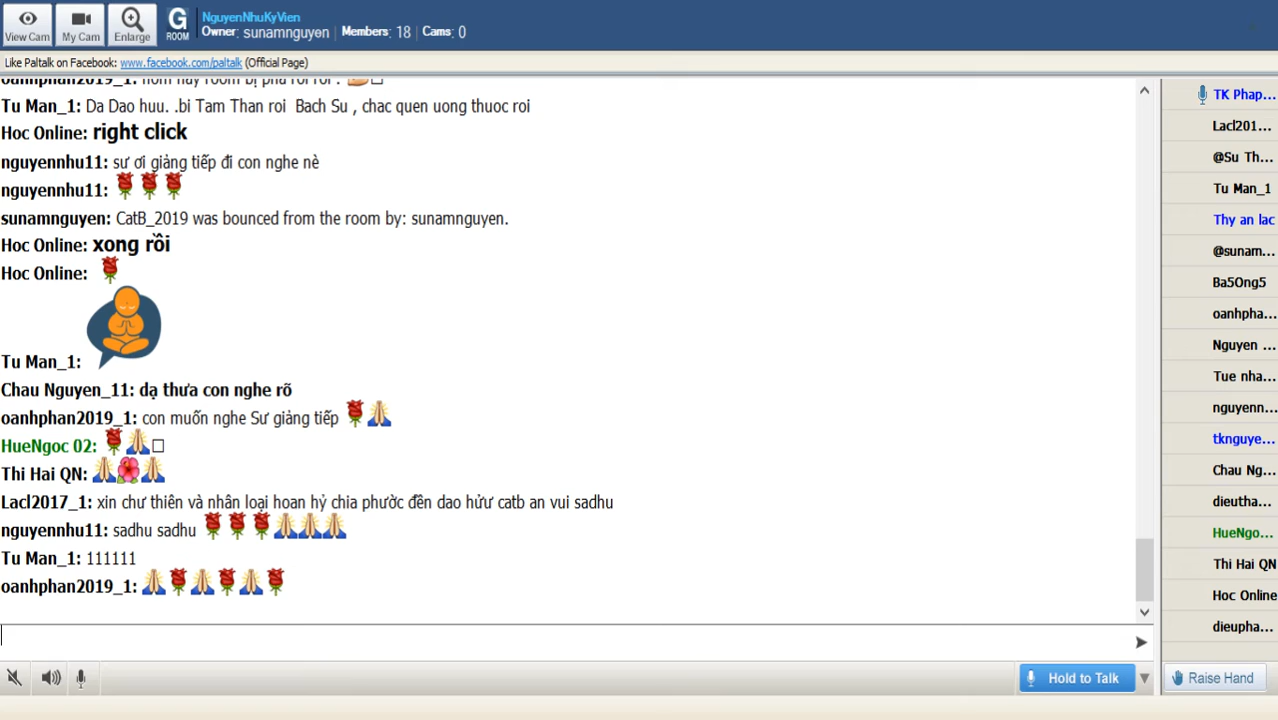 View Cam
My Cam
Enlarge
G
ROOM
NguyenNhuKyVien
Owner: sunamnguyen | Members: 18 | Cams: 0
Like Paltalk on Facebook: www.facebook.com/paltalk (Official Page)
Tu Man_1: Da Dao huu. .bi Tam Than roi Bach Su , chac quen uong thuoc roi
Hoc Online: right click
nguyennhu11: sư ơi giảng tiếp đi con nghe nè
nguyennhu11:
sunamnguyen: CatB_2019 was bounced from the room by: sunamnguyen.
Hoc Online: xong rồi
Hoc Online:
Tu Man_1:
Chau Nguyen_11: dạ thưa con nghe rõ
oanhphan2019_1: con muốn nghe Sư giảng tiếp
HueNgoc 02:
Thi Hai QN:
Lacl2017_1: xin chư thiên và nhân loại hoan hỷ chia phước đến dao hửư catb an vui sadhu
nguyennhu11: sadhu sadhu
Tu Man_1: 111111
oanhphan2019_1:
TK Phap...
Lacl201...
@Su Th...
Tu Man_1
Thy an lac
@sunam...
Ba5Ong5
oanhpha...
Nguyen ...
Tue nha...
nguyenn...
tknguye...
Chau Ng...
dieutha...
HueNgo...
Thi Hai QN
Hoc Online
dieupha...
Hold to Talk
Raise Hand